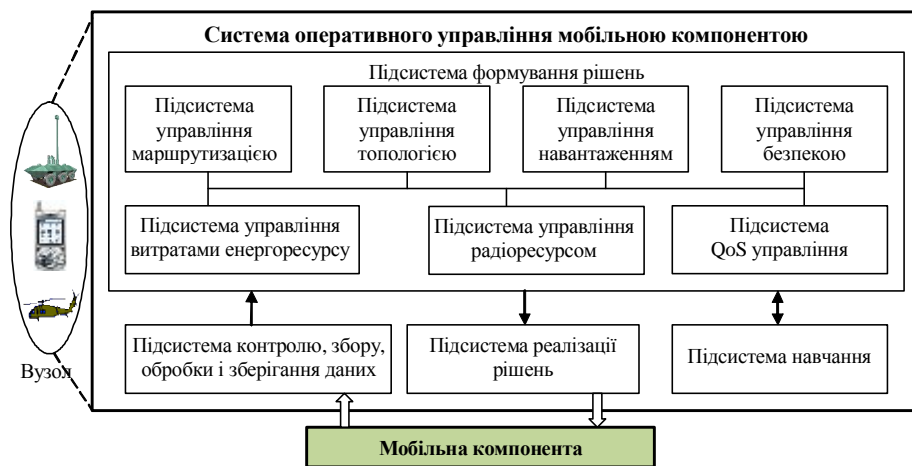 Система оперативного управління мобільною компонентою
Підсистема формування рішень
Підсистема
управління
маршрутизацією
Підсистема
управління
топологією
Підсистема
управління
навантаженням
Підсистема
управління
безпекою
Підсистема управління
витратами енергоресурсу
Підсистема управління
радіоресурсом
Підсистема
QoS управління
Вузол
Підсистема контролю, збору,
обробки і зберігання даних
Підсистема реалізації
рішень
Підсистема навчання
Мобільна компонента